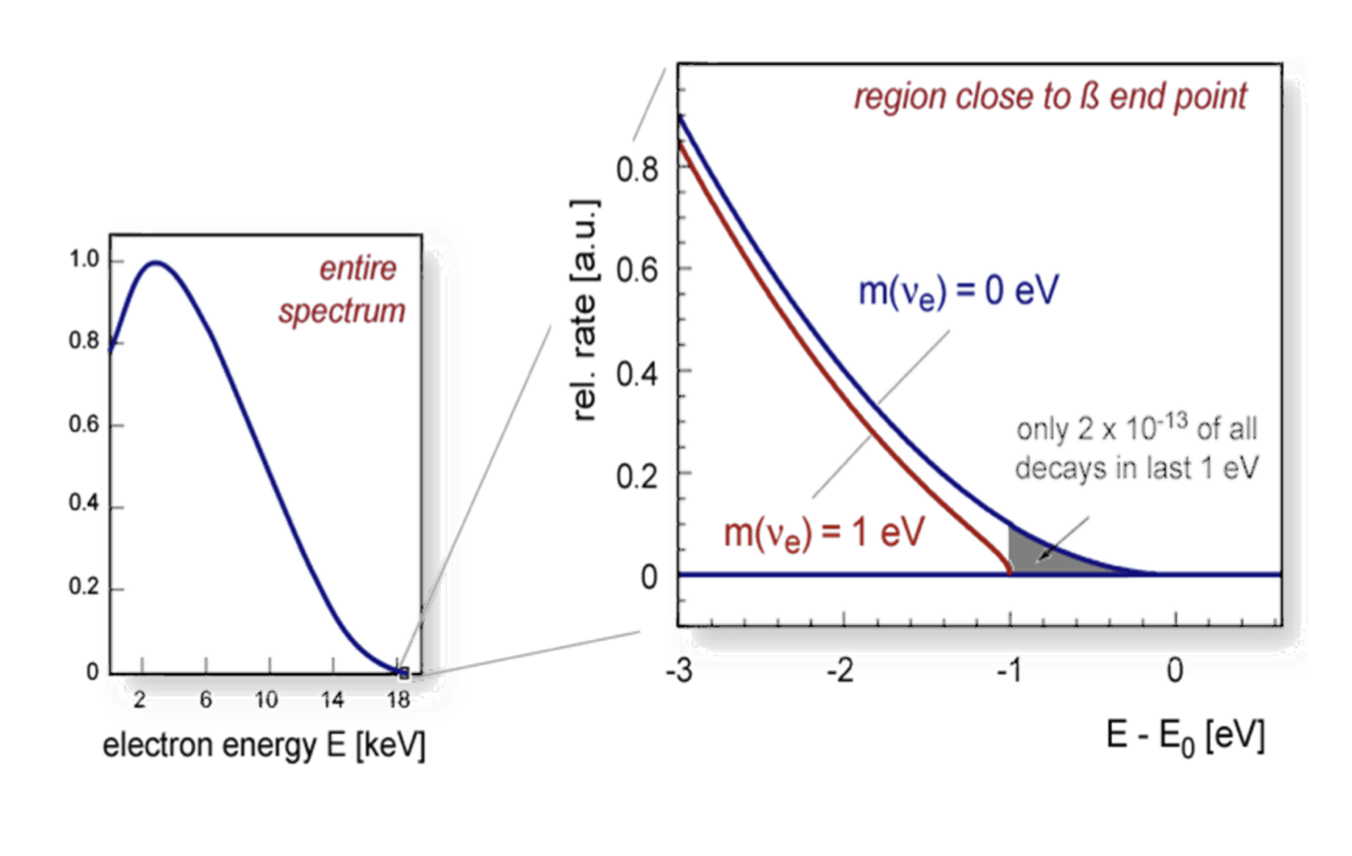 entire
spectrum
1.0
0.8
0.6
0.4
0.2
0
2 6 10 14 18
electron energy E [keV]
region close to ß end point
rel. rate [a.u.]
0.8
0.6
0.4
0.2
0
m(νe) = 0 eV
only 2 x 10-13 of all
decays in last 1 eV
m(νe) = 1 eV
-3 -2 -1 0
E - E0 [eV]